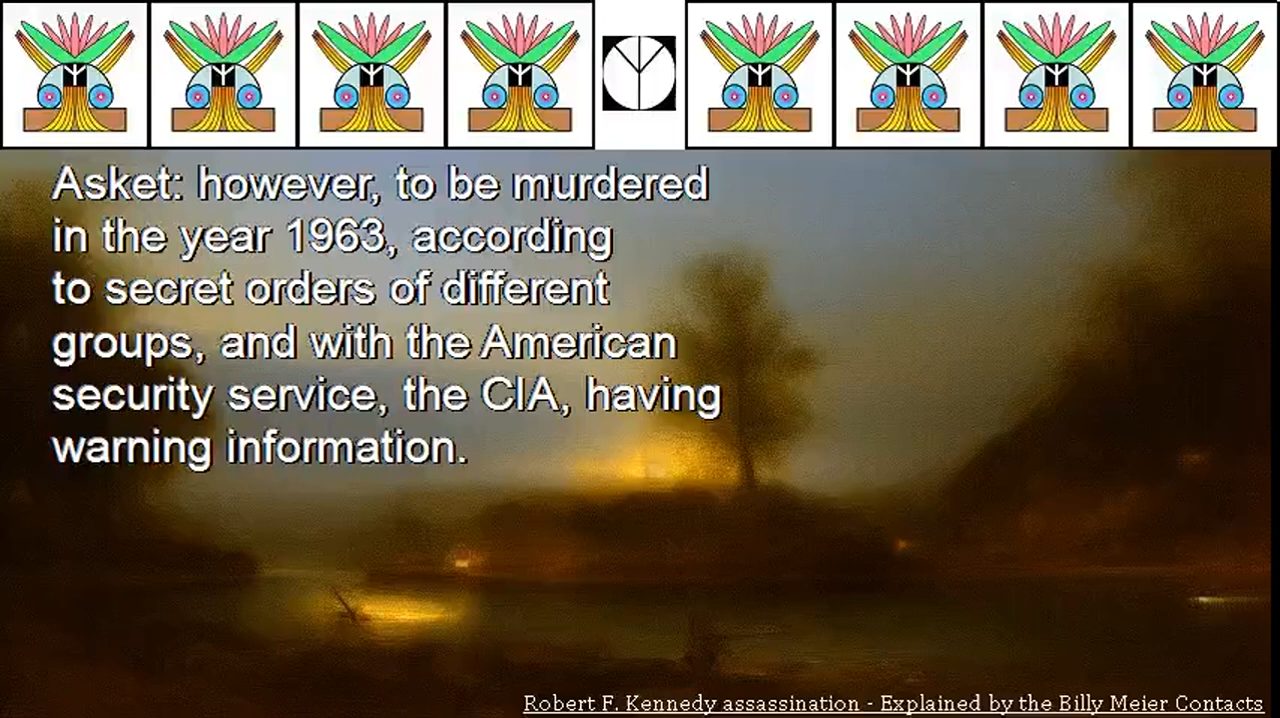 Asket: however, to be murdered
in the year 1963, according
to secret orders of different
groups, and with the American
security service, the CIA, having
warning information.
Robert F. Kennedy assassination - Explained by the Billy Meier Contacts